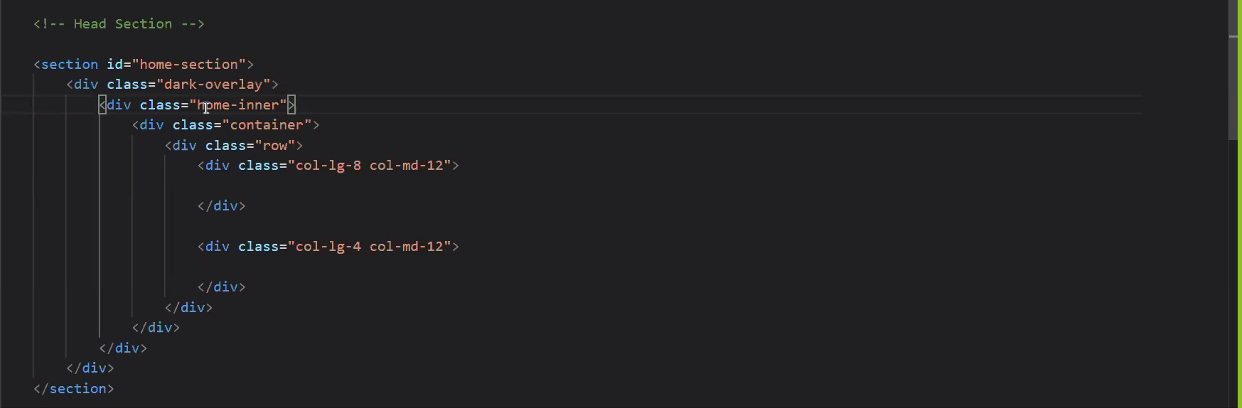 <!-- Head Section -->
<section id="home-section">
<div class="dark-overlay">
<div class="home-inner">
<div class="container">
<div class="row">
<div class="col-lg-8 col-md-12">
</div>
<div class="col-lg-4 col-md-12">
</div>
</div>
</div>
</div>
</div>
</section>